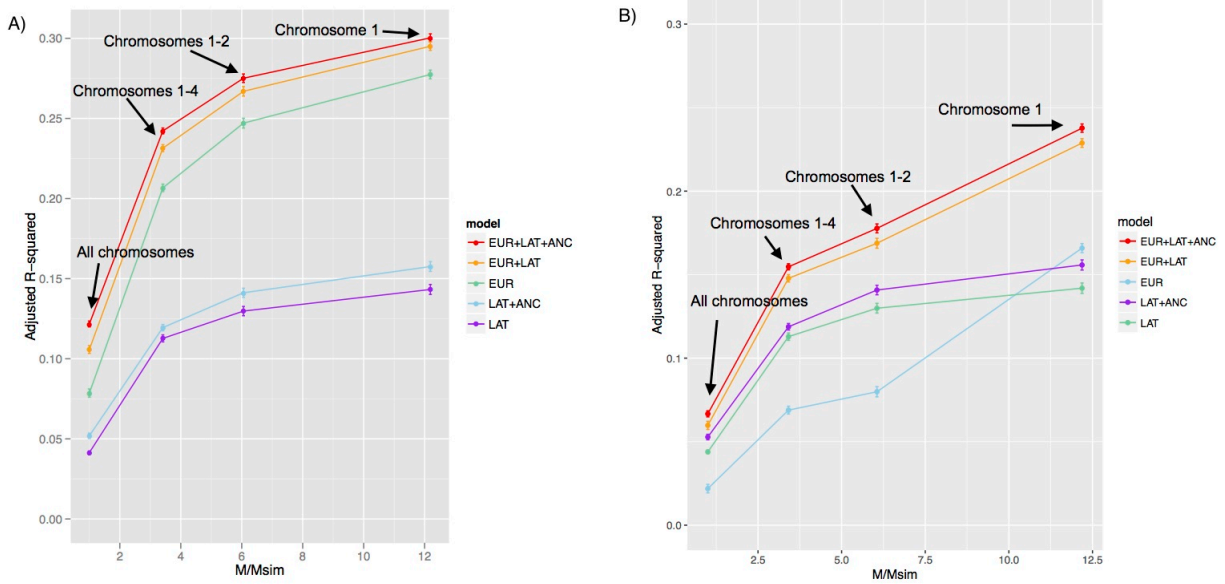 A)
Chromosome 1
Chromosomes 1-2
Chromosomes 1-4
All chromosomes
Adjusted R-squared
0.30
0.25
0.20
0.15
0.10
0.05
0.00
2 4 6 8 10 12
M/Msim
model
EUR+LAT+ANC
EUR+LAT
EUR
LAT+ANC
LAT
B)
Chromosome 1
Chromosomes 1-2
Chromosomes 1-4
All chromosomes
Adjusted R-squared
0.3
0.2
0.1
0.0
2.5 5.0 7.5 10.0 12.5
M/Msim
model
EUR+LAT+ANC
EUR+LAT
EUR
LAT+ANC
LAT